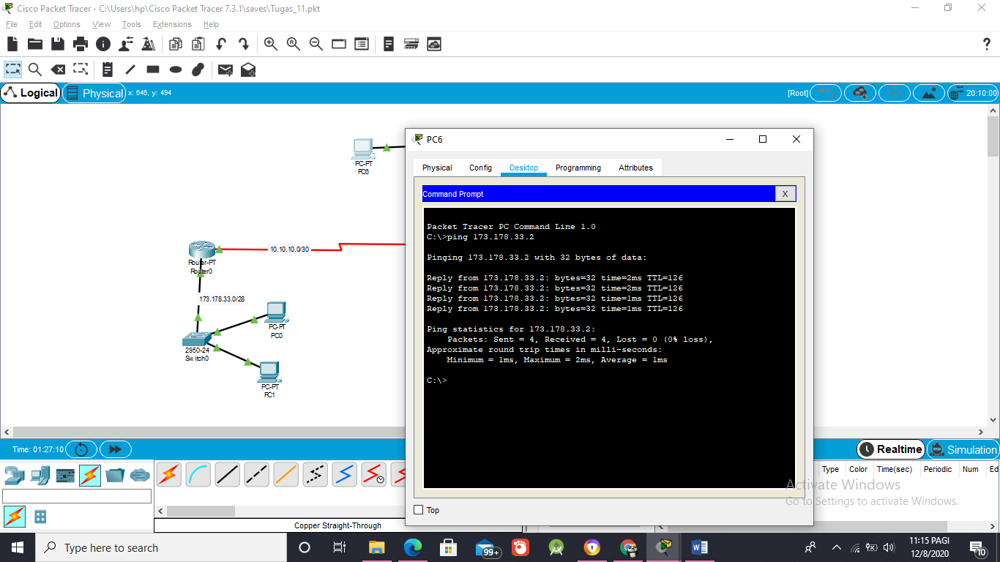 Cisco Packet Tracer - C:\Users\hp\Cisco Packet Tracer 7.3.1\saves\Tugas_11.pkt
File Edit Options View Tools Extensions Help
Logical Physical x: 646, y: 494 [Root] 20:10:00
PC-PT
PC6
Router-PT
Router0
10.10.10.0/30
173.178.33.0/28
PC-PT
PC0
2950-24
Switch0
PC-PT
PC1
PC6
Physical Config Desktop Programming Attributes
Command Prompt X
Packet Tracer PC Command Line 1.0
C:\>ping 173.178.33.2
Pinging 173.178.33.2 with 32 bytes of data:
Reply from 173.178.33.2: bytes=32 time=2ms TTL=126
Reply from 173.178.33.2: bytes=32 time=2ms TTL=126
Reply from 173.178.33.2: bytes=32 time=1ms TTL=126
Reply from 173.178.33.2: bytes=32 time=1ms TTL=126
Ping statistics for 173.178.33.2:
Packets: Sent = 4, Received = 4, Lost = 0 (0% loss),
Approximate round trip times in milli-seconds:
Minimum = 1ms, Maximum = 2ms, Average = 1ms
C:\>
Top
Time: 01:27:10 Realtime Simulation
Type Color Time(sec) Periodic Num Ed
Activate Windows
Go to Settings to activate Windows.
Copper Straight-Through
Type here to search
99+
11:15 PAGI
12/8/2020
10